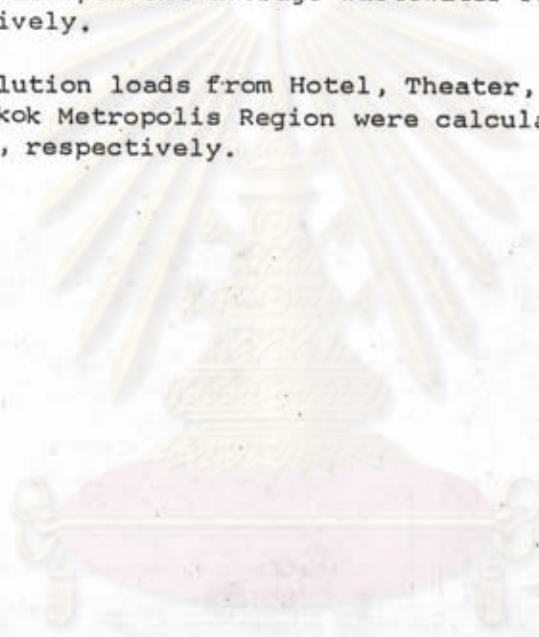 ively.
lution loads from Hotel, Theater,
kok Metropolis Region were calcula
, respectively.